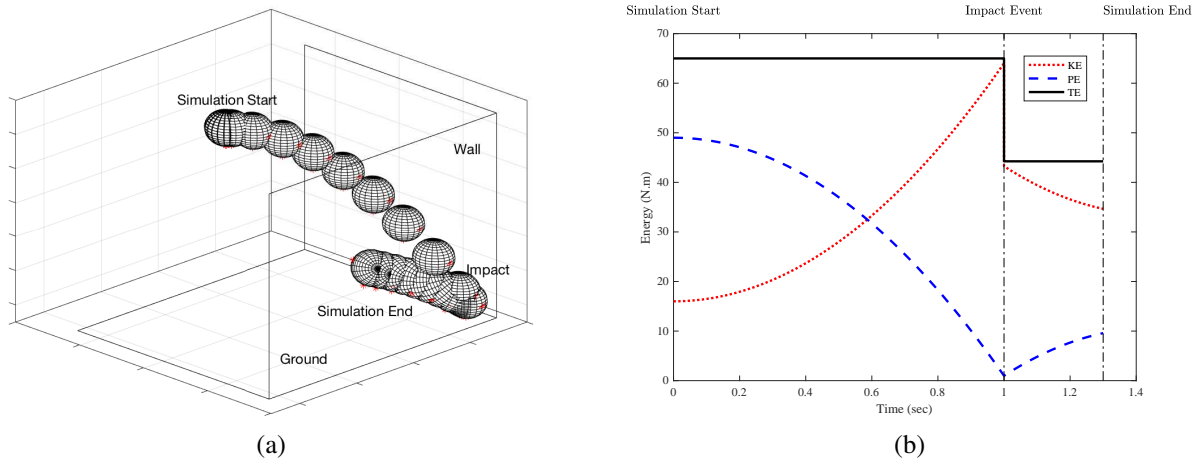 Simulation Start
Wall
Impact
Simulation End
Ground
(a)
Simulation Start
Impact Event
Simulation End
70
60
50
40
30
20
10
0
Energy (N.m)
KE
PE
TE
0 0.2 0.4 0.6 0.8 1 1.2 1.4
Time (sec)
(b)